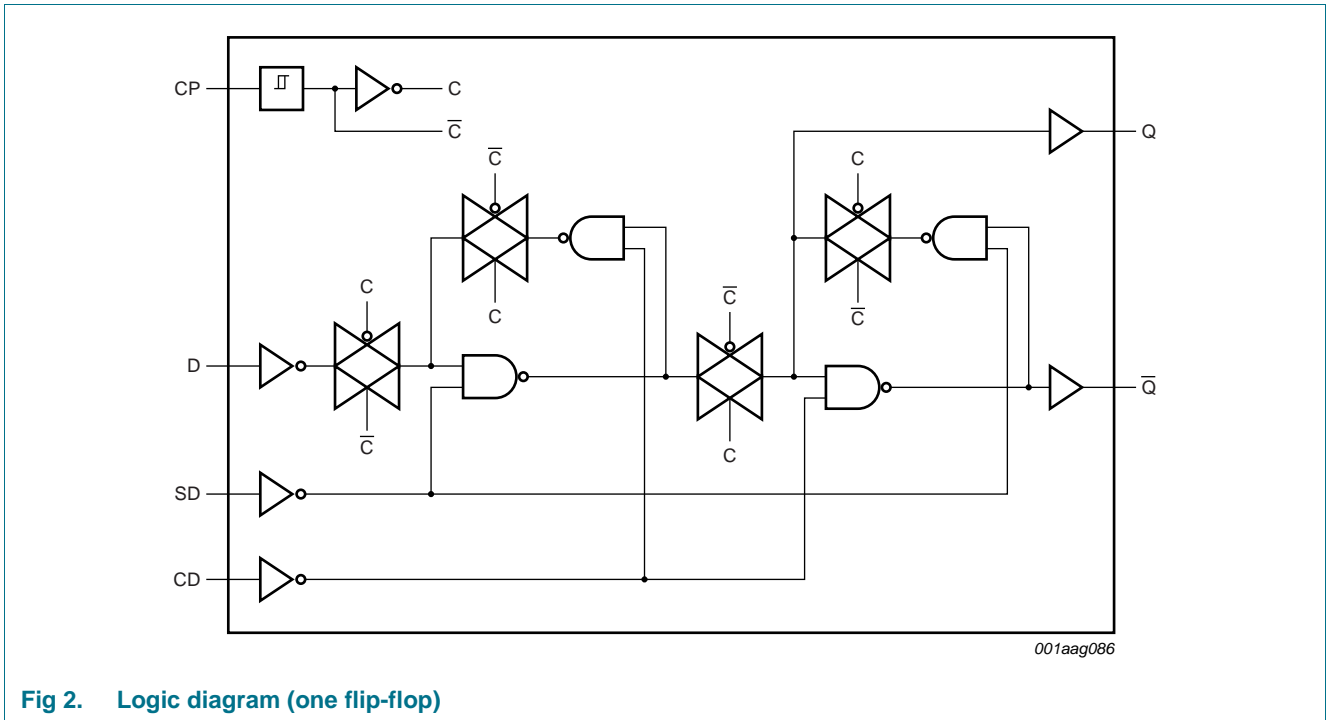 CP
C
C̅
C̅
C
C
C̅
C
D
C̅
C̅
C
C
C̅
Q
Q̅
SD
CD
001aag086
Fig 2. Logic diagram (one flip-flop)